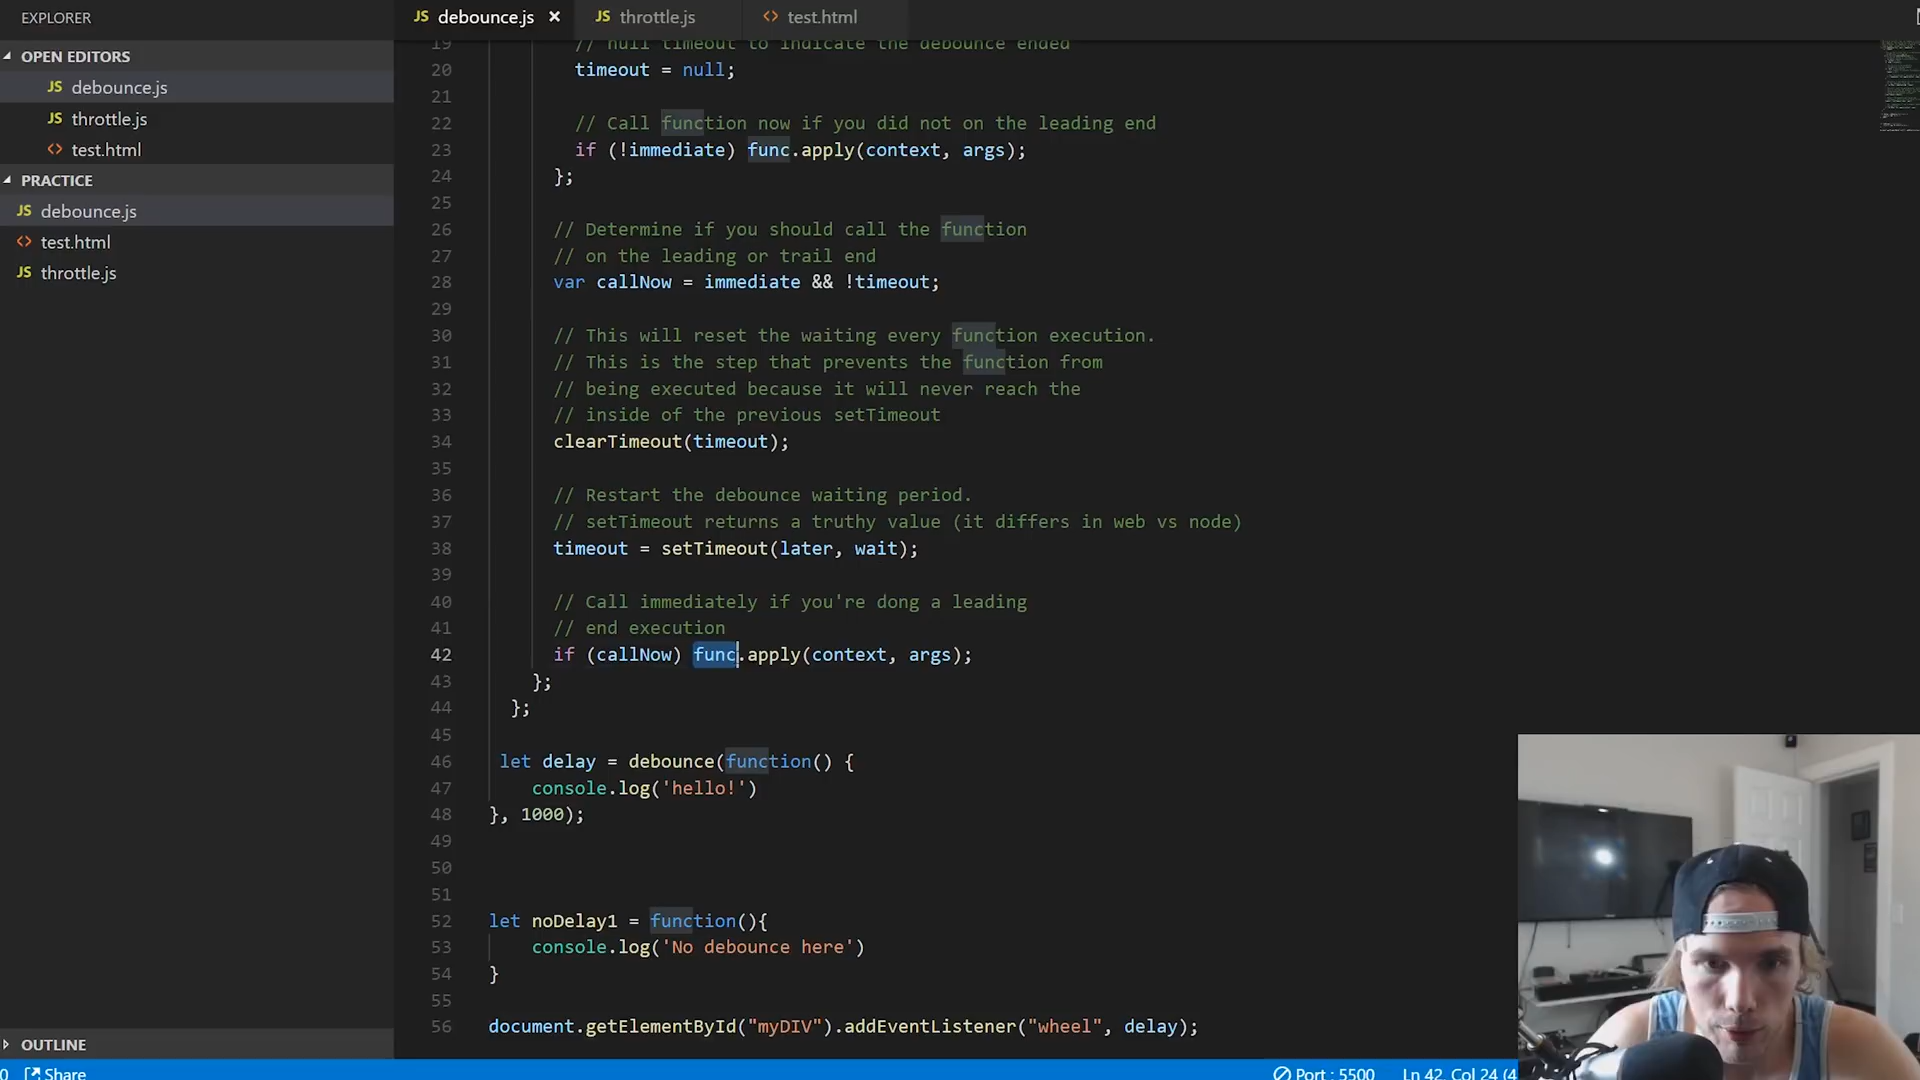 EXPLORER
OPEN EDITORS
JS debounce.js
JS throttle.js
<> test.html
PRACTICE
JS debounce.js
<> test.html
JS throttle.js
OUTLINE
JS debounce.js ×
JS throttle.js
<> test.html
19 // null timeout to indicate the debounce ended
20 timeout = null;
21
22 // Call function now if you did not on the leading end
23 if (!immediate) func.apply(context, args);
24 };
25
26 // Determine if you should call the function
27 // on the leading or trail end
28 var callNow = immediate && !timeout;
29
30 // This will reset the waiting every function execution.
31 // This is the step that prevents the function from
32 // being executed because it will never reach the
33 // inside of the previous setTimeout
34 clearTimeout(timeout);
35
36 // Restart the debounce waiting period.
37 // setTimeout returns a truthy value (it differs in web vs node)
38 timeout = setTimeout(later, wait);
39
40 // Call immediately if you're dong a leading
41 // end execution
42 if (callNow) func.apply(context, args);
43 };
44 };
45
46 let delay = debounce(function() {
47 console.log('hello!')
48 }, 1000);
49
50
51
52 let noDelay1 = function(){
53 console.log('No debounce here')
54 }
55
56 document.getElementById("myDIV").addEventListener("wheel", delay);
0 Share
Port : 5500 Ln 42, Col 24 (4